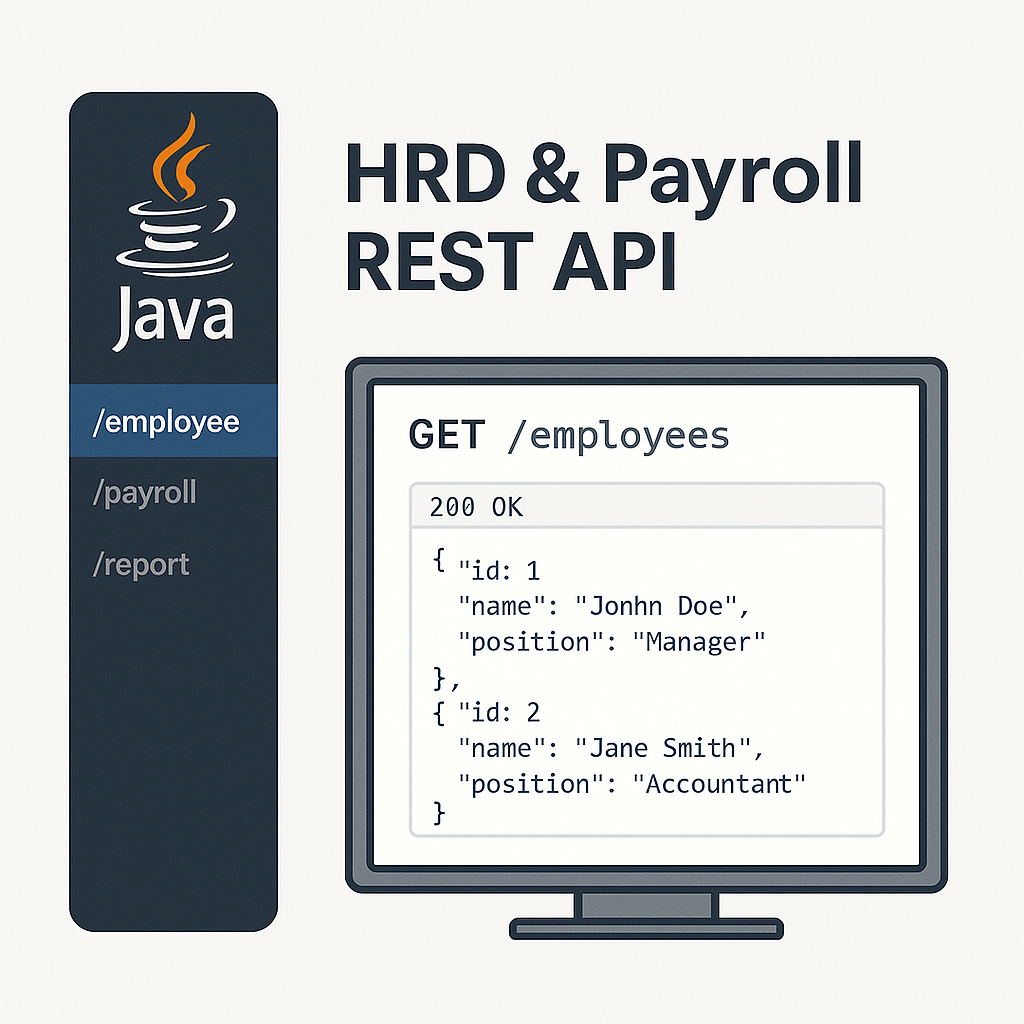 Java
/employee
/payroll
/report
HRD & Payroll
REST API
GET /employees
200 OK
{ "id: 1
"name": "Jonhn Doe",
"position": "Manager"
},
{ "id: 2
"name": "Jane Smith",
"position": "Accountant"
}